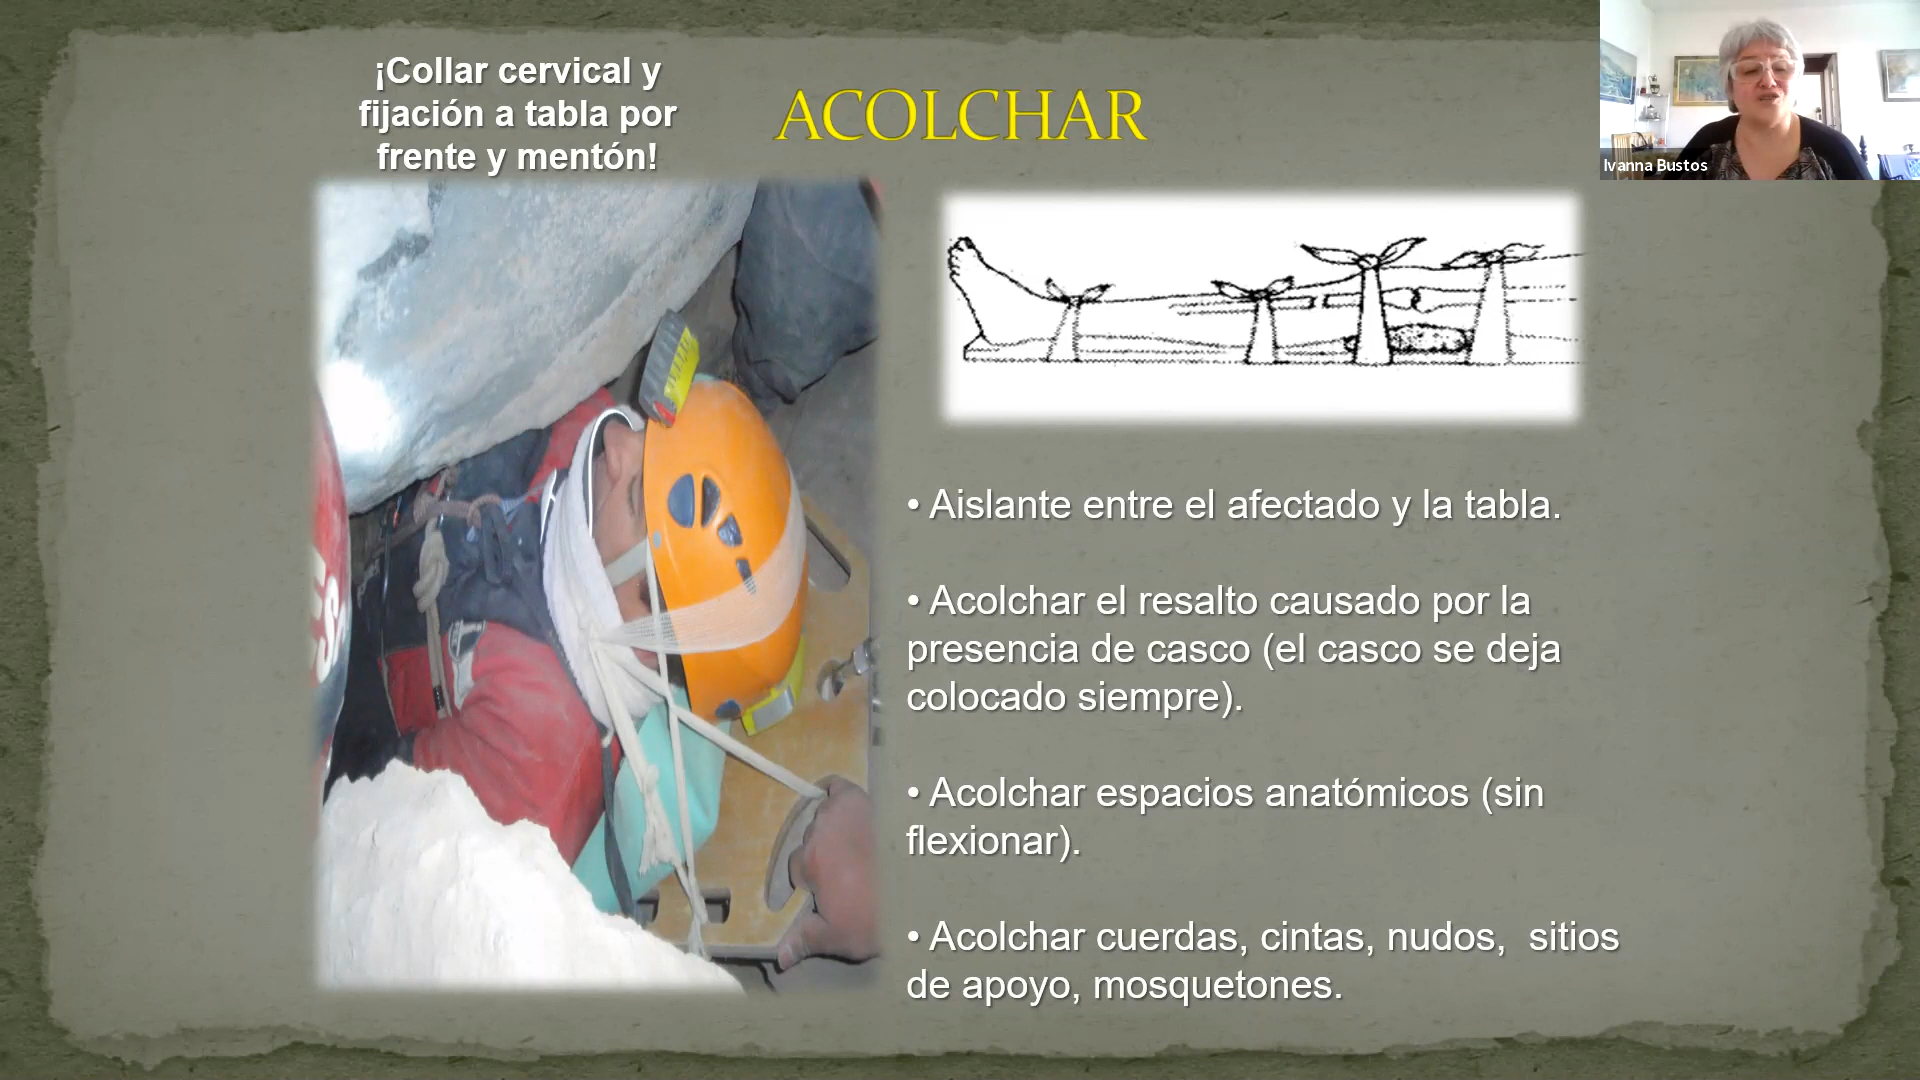 ¡Collar cervical y
fijación a tabla por
frente y mentón!
ACOLCHAR
Ivanna Bustos
• Aislante entre el afectado y la tabla.
• Acolchar el resalto causado por la
presencia de casco (el casco se deja
colocado siempre).
• Acolchar espacios anatómicos (sin
flexionar).
• Acolchar cuerdas, cintas, nudos,  sitios
de apoyo, mosquetones.